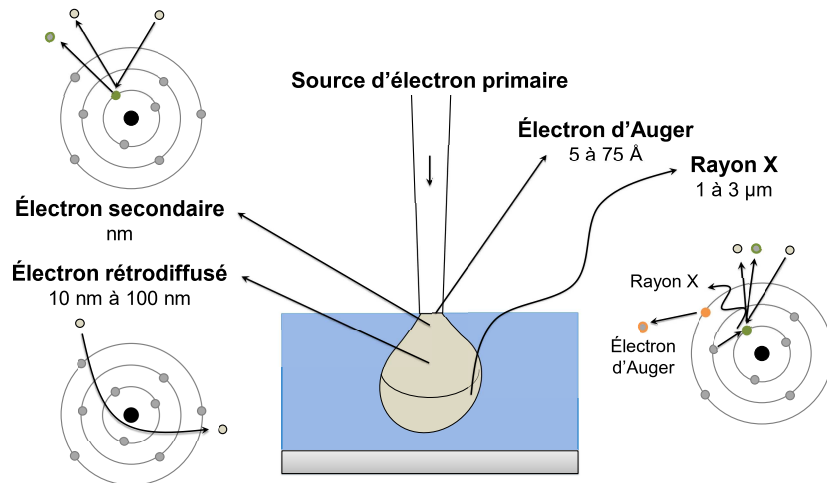 Source d'électron primaire
Électron d'Auger
5 à 75 Å
Rayon X
1 à 3 µm
Électron secondaire
nm
Électron rétrodiffusé
10 nm à 100 nm
Rayon X
Électron
d'Auger